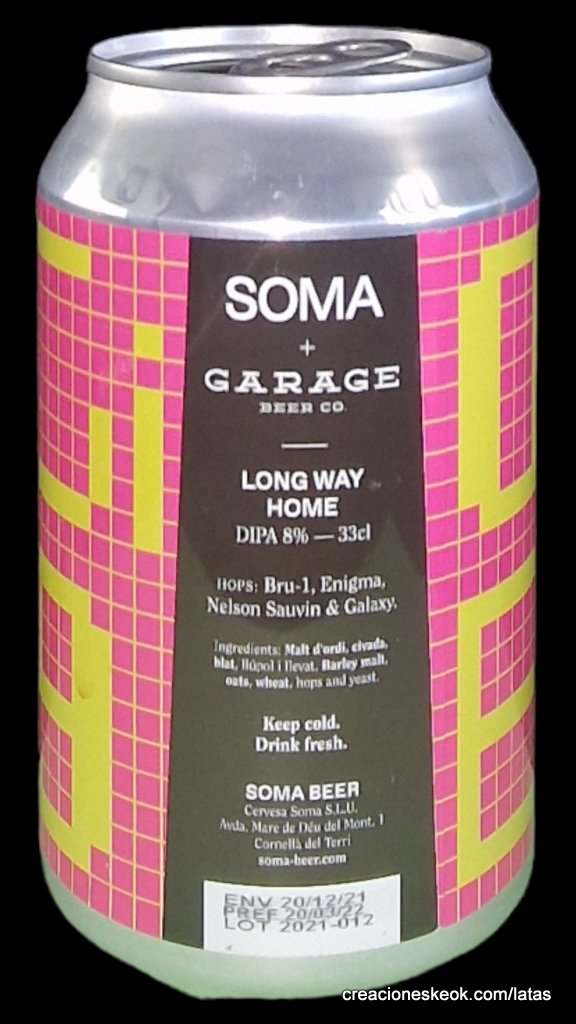 SOMA
+
GARAGE
BEER CO.
LONG WAY
HOME
DIPA 8% — 33cl
HOPS: Bru-1, Enigma,
Nelson Sauvin & Galaxy.
Ingredients: Malt d'ordi, civada,
blat, llúpol i llevat. Barley malt,
oats, wheat, hops and yeast.
Keep cold.
Drink fresh.
SOMA BEER
Cervesa Soma S.L.U.
Avda. Mare de Déu del Mont, 1
Cornellà del Terri
soma-beer.com
ENV 20/12/21
PREF 20/03/22
LOT 2021-012
creacioneskeok.com/latas